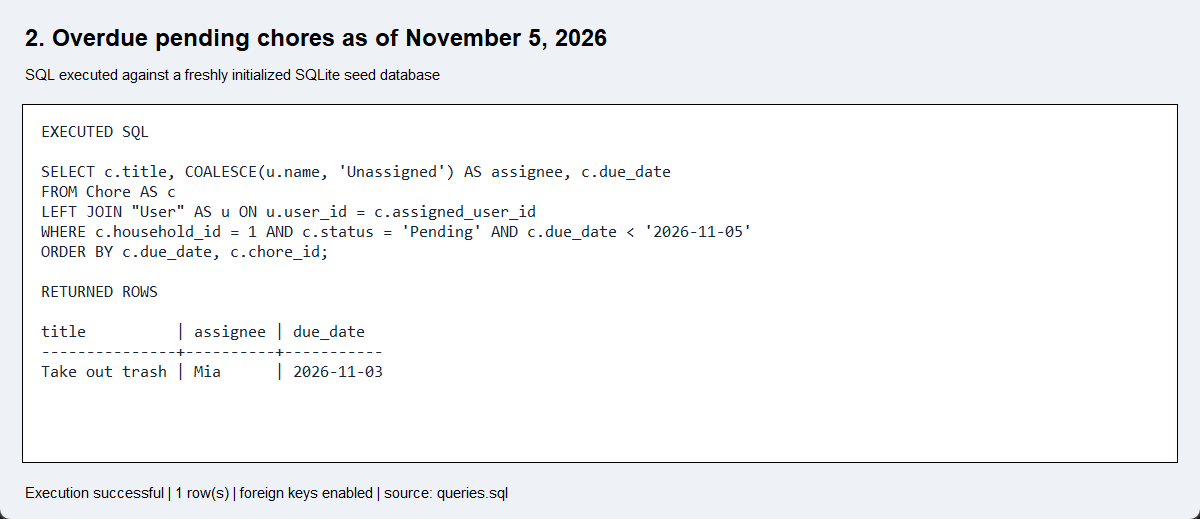 2. Overdue pending chores as of November 5, 2026
SQL executed against a freshly initialized SQLite seed database
EXECUTED SQL
SELECT c.title, COALESCE(u.name, 'Unassigned') AS assignee, c.due_date
FROM Chore AS c
LEFT JOIN "User" AS u ON u.user_id = c.assigned_user_id
WHERE c.household_id = 1 AND c.status = 'Pending' AND c.due_date < '2026-11-05'
ORDER BY c.due_date, c.chore_id;
RETURNED ROWS
title          | assignee | due_date
---------------+----------+-----------
Take out trash | Mia      | 2026-11-03
Execution successful | 1 row(s) | foreign keys enabled | source: queries.sql